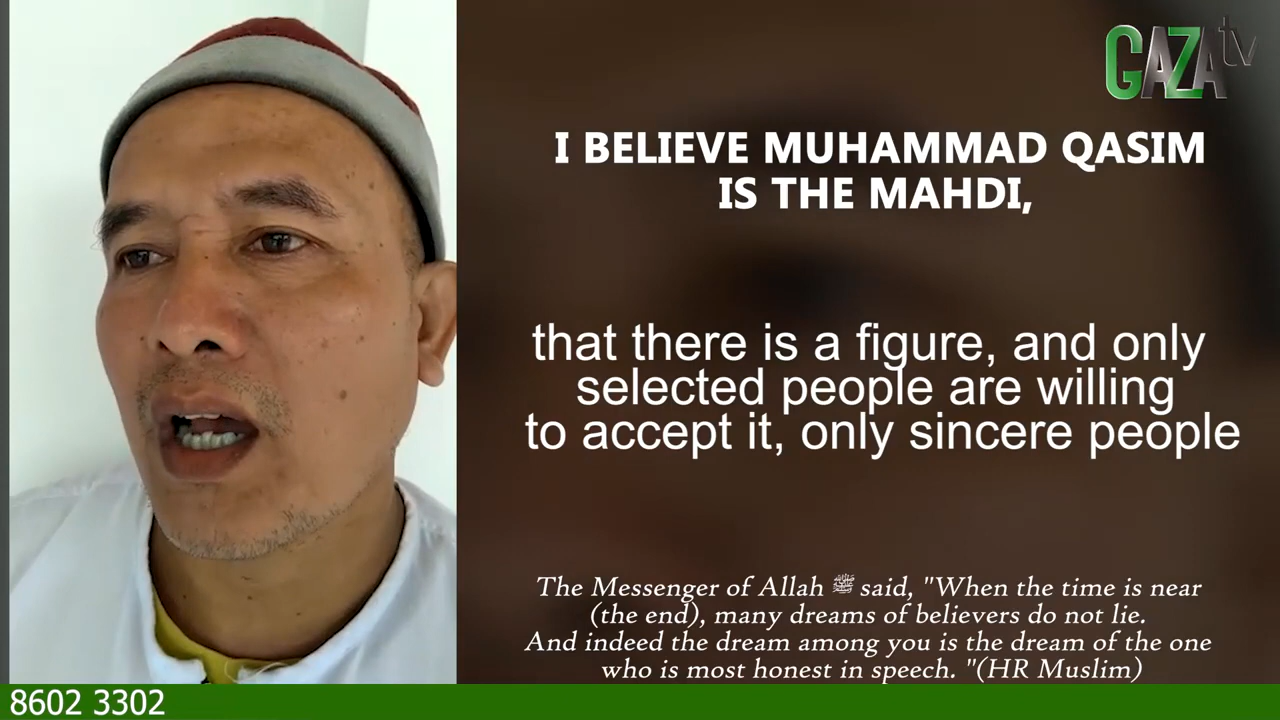 GAZA tv
I BELIEVE MUHAMMAD QASIM
IS THE MAHDI,
that there is a figure, and only
selected people are willing
to accept it, only sincere people
The Messenger of Allah ﷺ said, "When the time is near
(the end), many dreams of believers do not lie.
And indeed the dream among you is the dream of the one
who is most honest in speech. "(HR Muslim)
8602 3302